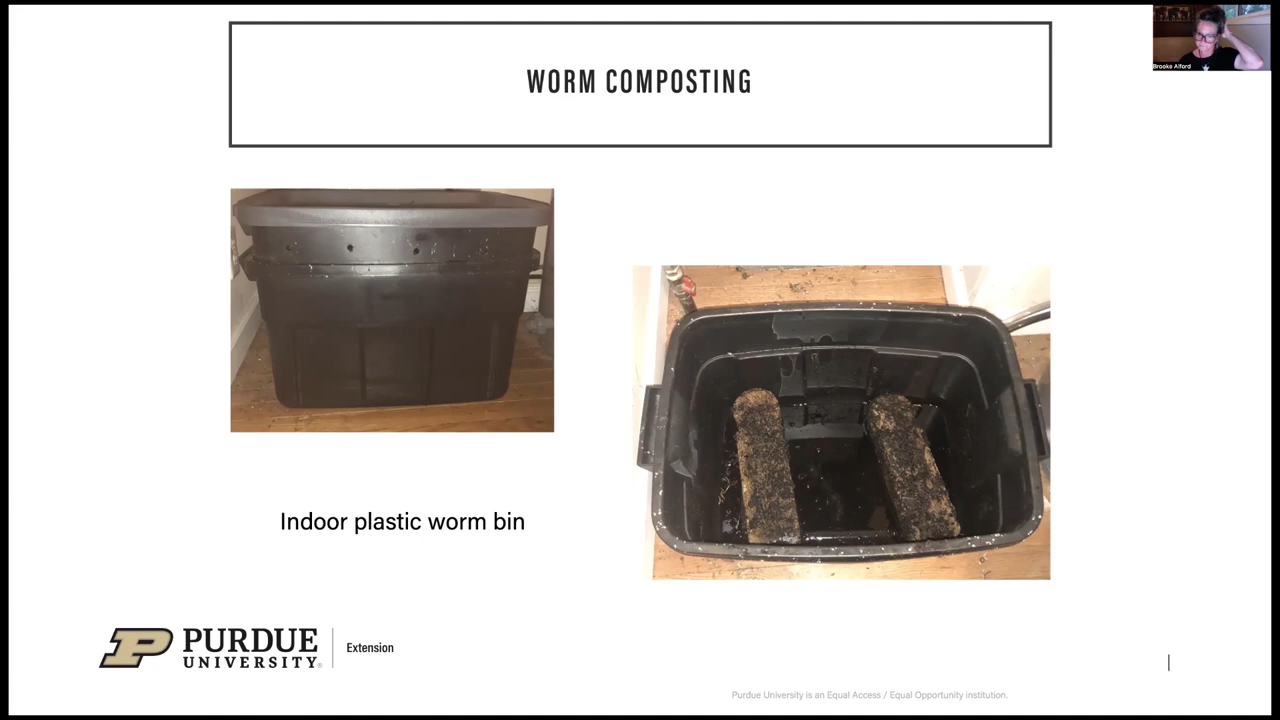 WORM COMPOSTING
Brooke Alford
Indoor plastic worm bin
PURDUE
UNIVERSITY®
Extension
Purdue University is an Equal Access / Equal Opportunity institution.